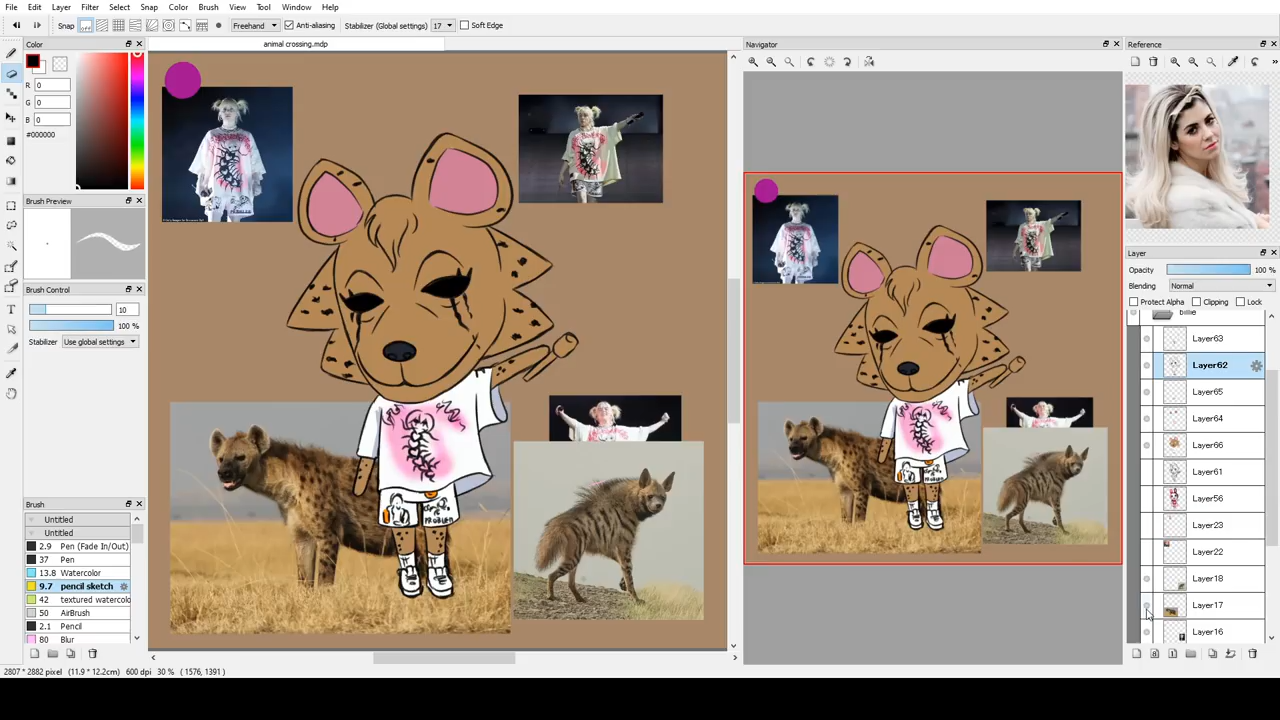 File Edit Layer Filter Select Snap Color Brush View Tool Window Help
Snap off Freehand Anti-aliasing Stabilizer (Global settings) 17 Soft Edge
Color
animal crossing.mdp
Navigator
Reference
R 0
G 0
B 0
#000000
Brush Preview
Brush Control
10
100 %
Stabilizer Use global settings
Layer
Opacity 100 %
Blending Normal
Protect Alpha Clipping Lock
billie
Layer63
Layer62
Layer65
Layer64
Layer66
Layer61
Layer56
Layer23
Layer22
Layer18
Layer17
Layer16
Brush
Untitled
Untitled
2.9 Pen (Fade In/Out)
37 Pen
13.8 Watercolor
9.7 pencil sketch
42 textured watercolo
50 AirBrush
2.1 Pencil
80 Blur
PROBLEM
2807 * 2882 pixel (11.9 * 12.2cm) 600 dpi 30 % ( 1576, 1391)